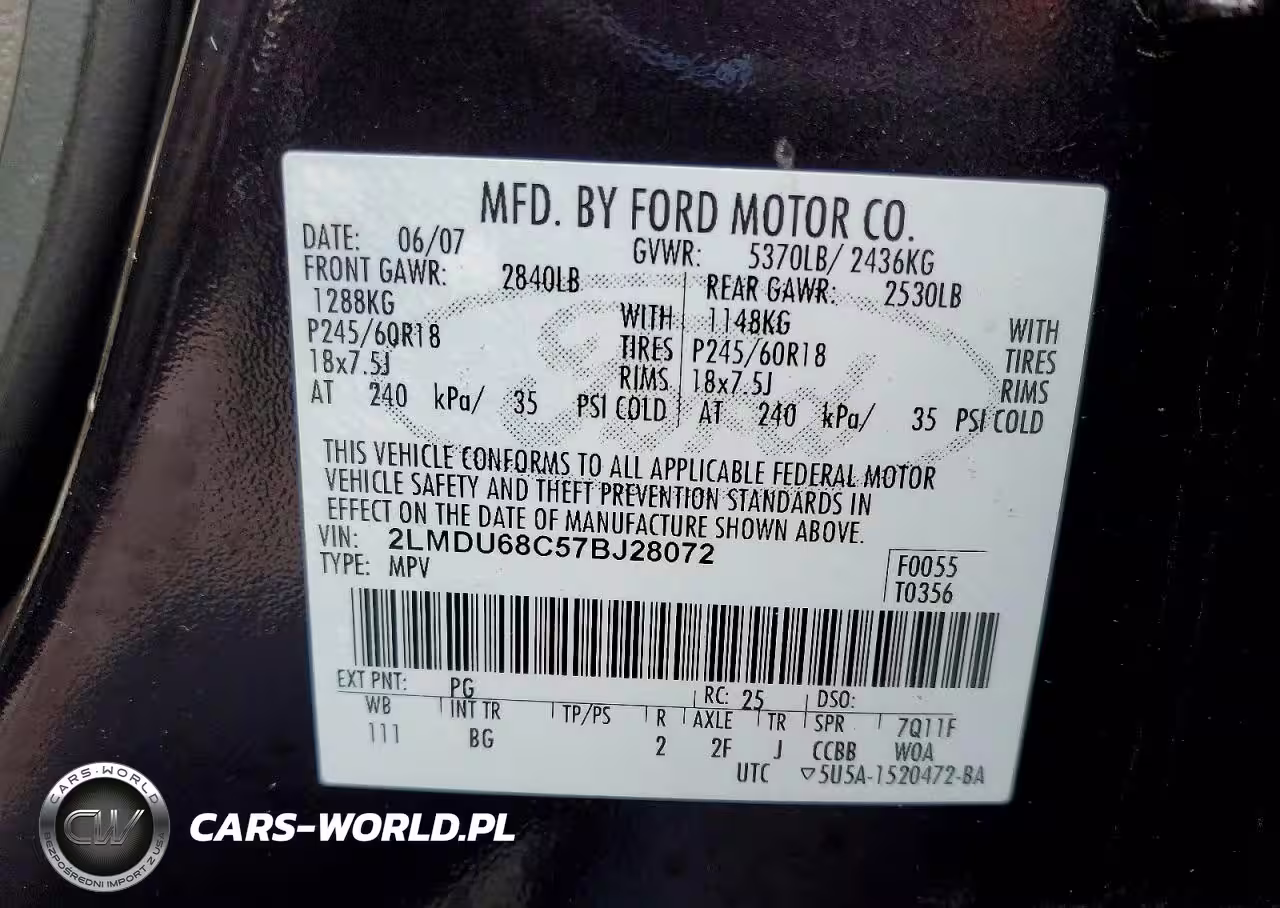 MFD. BY FORD MOTOR CO.
DATE: 06/07 GVWR: 5370LB/ 2436KG
FRONT GAWR: 2840LB REAR GAWR: 2530LB
1288KG WITH 1148KG WITH
P245/60R18 TIRES P245/60R18 TIRES
18x7.5J RIMS 18x7.5J RIMS
AT 240 kPa/ 35 PSI COLD AT 240 kPa/ 35 PSI COLD
THIS VEHICLE CONFORMS TO ALL APPLICABLE FEDERAL MOTOR
VEHICLE SAFETY AND THEFT PREVENTION STANDARDS IN
EFFECT ON THE DATE OF MANUFACTURE SHOWN ABOVE.
VIN: 2LMDU68C57BJ28072
TYPE: MPV
F0055
T0356
EXT PNT: PG RC: 25 DSO:
WB INT TR TP/PS R AXLE TR SPR 7Q11F
111 BG 2 2F J CCBB WOA
UTC ▽5U5A-1520472-BA
CARS-WORLD
CW
BEZPOŚREDNI IMPORT Z USA
CARS-WORLD.PL